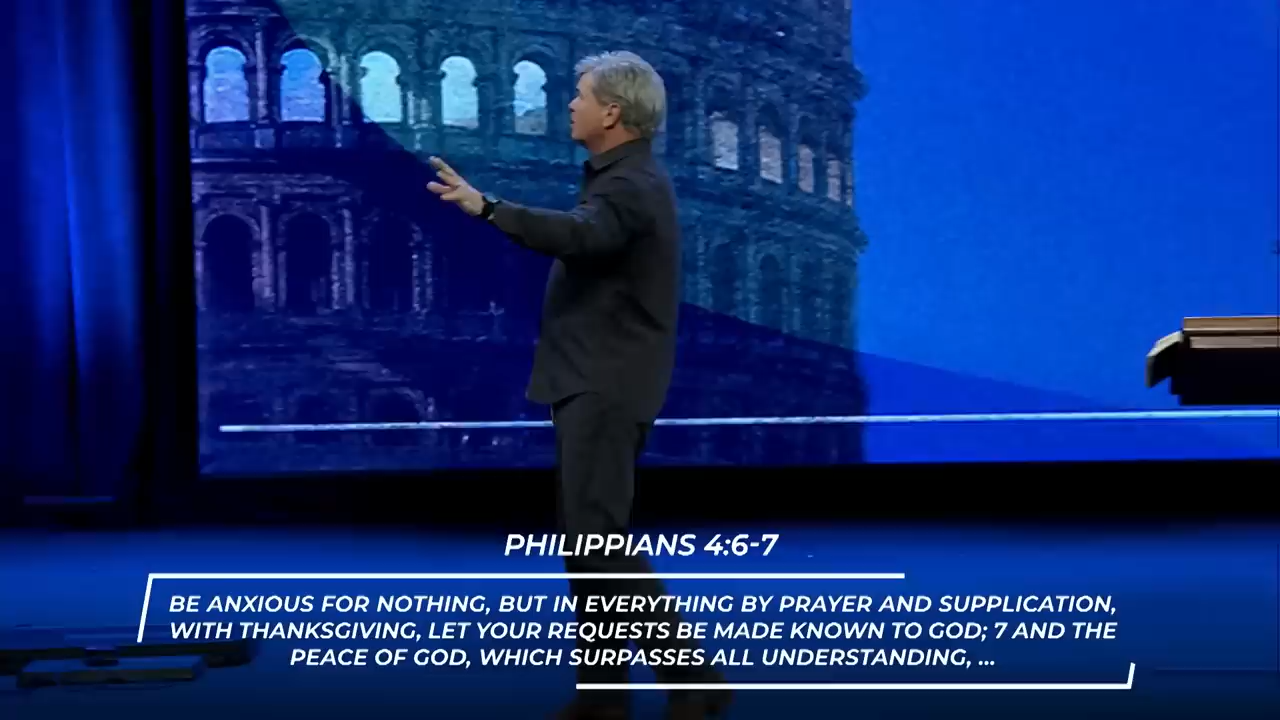 PHILIPPIANS 4:6-7
BE ANXIOUS FOR NOTHING, BUT IN EVERYTHING BY PRAYER AND SUPPLICATION,
WITH THANKSGIVING, LET YOUR REQUESTS BE MADE KNOWN TO GOD; 7 AND THE
PEACE OF GOD, WHICH SURPASSES ALL UNDERSTANDING, ...